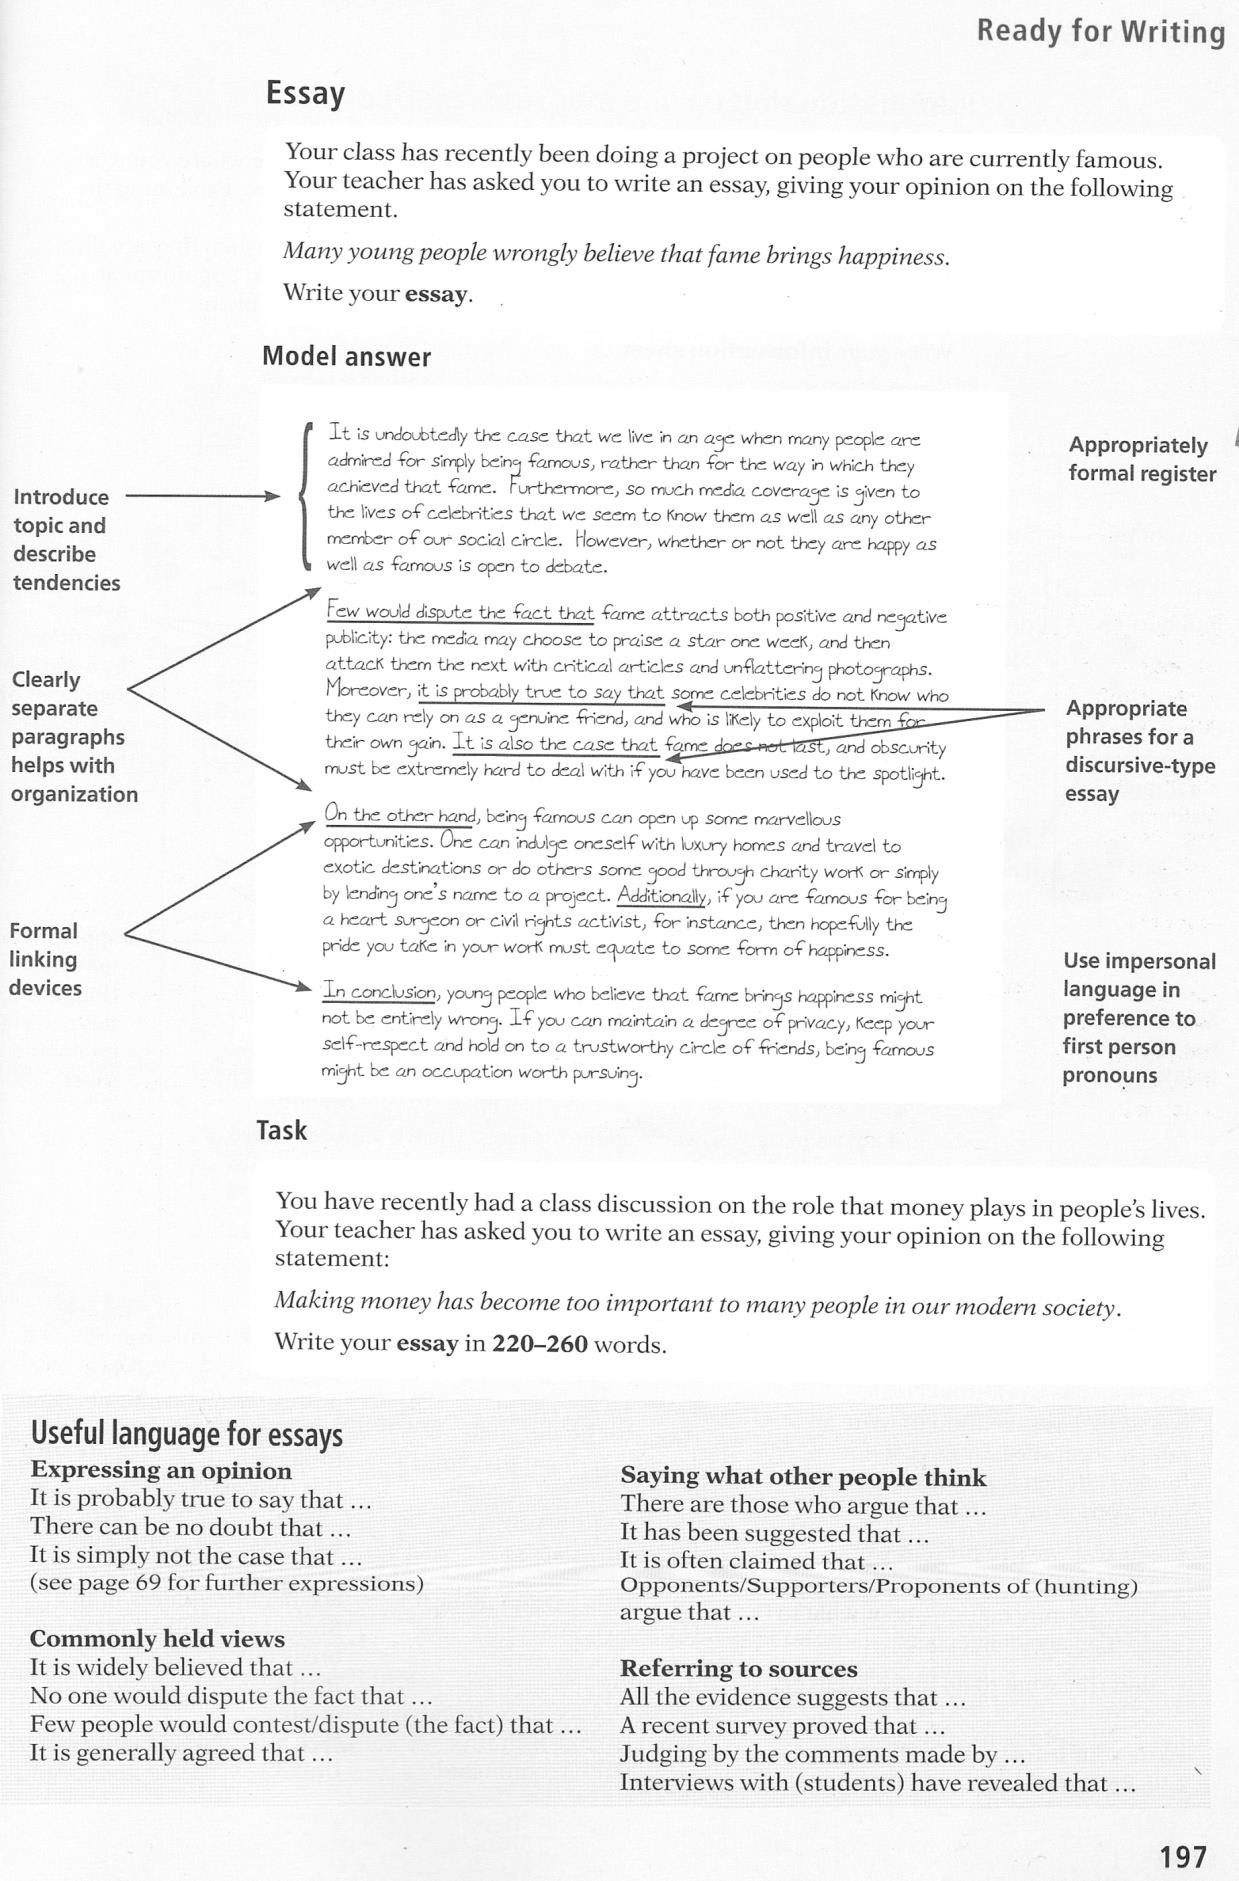 Ready for Writing
Essay
Your class has recently been doing a project on people who are currently famous.
Your teacher has asked you to write an essay, giving your opinion on the following
statement.
Many young people wrongly believe that fame brings happiness.
Write your essay.
Model answer
It is undoubtedly the case that we live in an age when many people are
admired for simply being famous, rather than for the way in which they
achieved that fame. Furthermore, so much media coverage is given to
the lives of celebrities that we seem to know them as well as any other
member of our social circle. However, whether or not they are happy as
well as famous is open to debate.
Few would dispute the fact that fame attracts both positive and negative
publicity: the media may choose to praise a star one week, and then
attack them the next with critical articles and unflattering photographs.
Moreover, it is probably true to say that some celebrities do not know who
they can rely on as a genuine friend, and who is likely to exploit them for
their own gain. It is also the case that fame does not last, and obscurity
must be extremely hard to deal with if you have been used to the spotlight.
On the other hand, being famous can open up some marvellous
opportunities. One can indulge oneself with luxury homes and travel to
exotic destinations or do others some good through charity work or simply
by lending one's name to a project. Additionally, if you are famous for being
a heart surgeon or civil rights activist, for instance, then hopefully the
pride you take in your work must equate to some form of happiness.
In conclusion, young people who believe that fame brings happiness might
not be entirely wrong. If you can maintain a degree of privacy, keep your
self-respect and hold on to a trustworthy circle of friends, being famous
might be an occupation worth pursuing.
Introduce
topic and
describe
tendencies
Clearly
separate
paragraphs
helps with
organization
Formal
linking
devices
Appropriately
formal register
Appropriate
phrases for a
discursive-type
essay
Use impersonal
language in
preference to
first person
pronouns
Task
You have recently had a class discussion on the role that money plays in people's lives.
Your teacher has asked you to write an essay, giving your opinion on the following
statement:
Making money has become too important to many people in our modern society.
Write your essay in 220–260 words.
Useful language for essays
Expressing an opinion
It is probably true to say that ...
There can be no doubt that ...
It is simply not the case that ...
(see page 69 for further expressions)
Commonly held views
It is widely believed that ...
No one would dispute the fact that ...
Few people would contest/dispute (the fact) that ...
It is generally agreed that ...
Saying what other people think
There are those who argue that ...
It has been suggested that ...
It is often claimed that ...
Opponents/Supporters/Proponents of (hunting)
argue that ...
Referring to sources
All the evidence suggests that ...
A recent survey proved that ...
Judging by the comments made by ...
Interviews with (students) have revealed that ...
197